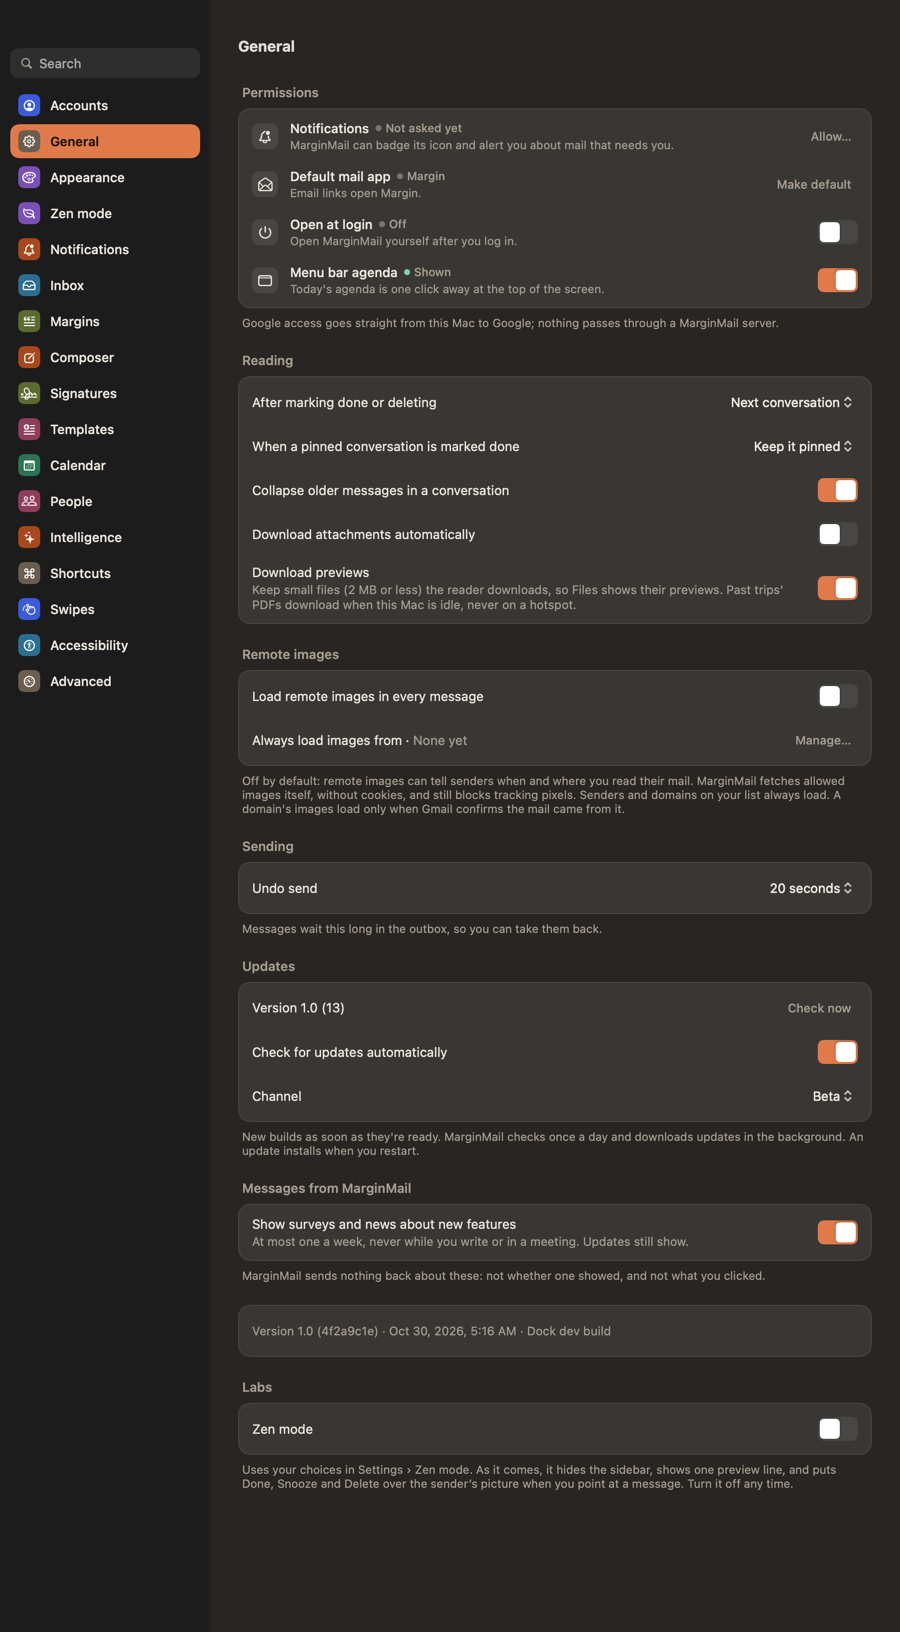 Search
Accounts
General
Appearance
Zen mode
Notifications
Inbox
Margins
Composer
Signatures
Templates
Calendar
People
Intelligence
Shortcuts
Swipes
Accessibility
Advanced
General
Permissions
Notifications Not asked yet
MarginMail can badge its icon and alert you about mail that needs you.
Allow...
Default mail app Margin
Email links open Margin.
Make default
Open at login Off
Open MarginMail yourself after you log in.
Menu bar agenda Shown
Today's agenda is one click away at the top of the screen.
Google access goes straight from this Mac to Google; nothing passes through a MarginMail server.
Reading
After marking done or deleting Next conversation
When a pinned conversation is marked done Keep it pinned
Collapse older messages in a conversation
Download attachments automatically
Download previews
Keep small files (2 MB or less) the reader downloads, so Files shows their previews. Past trips'
PDFs download when this Mac is idle, never on a hotspot.
Remote images
Load remote images in every message
Always load images from · None yet Manage...
Off by default: remote images can tell senders when and where you read their mail. MarginMail fetches allowed
images itself, without cookies, and still blocks tracking pixels. Senders and domains on your list always load. A
domain's images load only when Gmail confirms the mail came from it.
Sending
Undo send 20 seconds
Messages wait this long in the outbox, so you can take them back.
Updates
Version 1.0 (13) Check now
Check for updates automatically
Channel Beta
New builds as soon as they're ready. MarginMail checks once a day and downloads updates in the background. An
update installs when you restart.
Messages from MarginMail
Show surveys and news about new features
At most one a week, never while you write or in a meeting. Updates still show.
MarginMail sends nothing back about these: not whether one showed, and not what you clicked.
Version 1.0 (4f2a9c1e) · Oct 30, 2026, 5:16 AM · Dock dev build
Labs
Zen mode
Uses your choices in Settings › Zen mode. As it comes, it hides the sidebar, shows one preview line, and puts
Done, Snooze and Delete over the sender's picture when you point at a message. Turn it off any time.